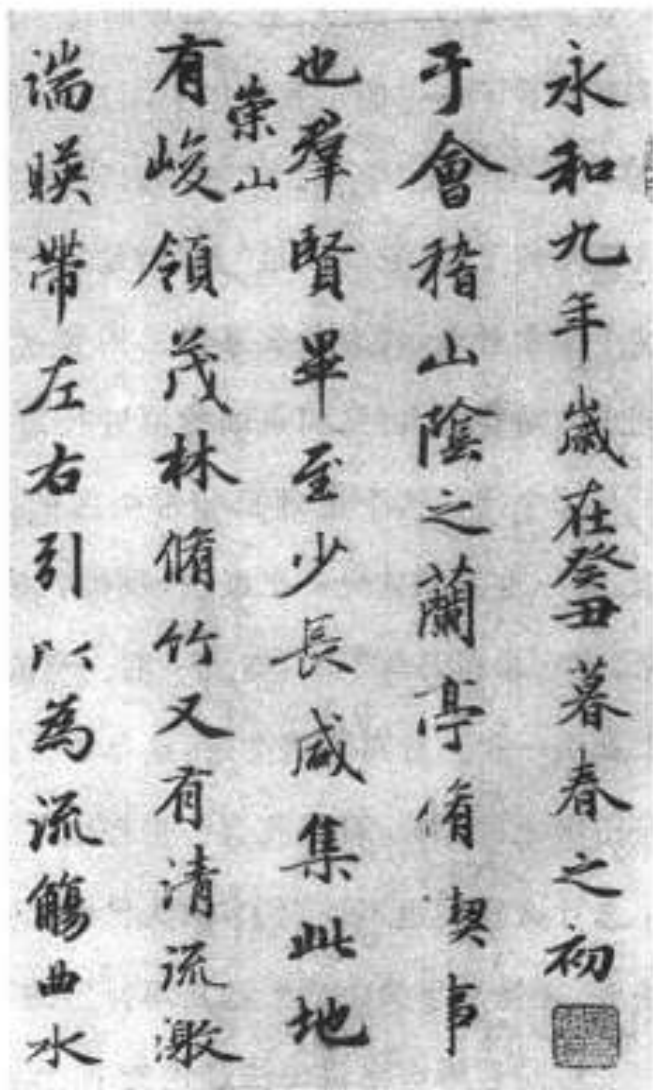 永和九年歲在癸丑暮春之初會
于會稽山陰之蘭亭脩禊事
也羣賢畢至少長咸集此地
有崇山峻領茂林脩竹又有清流激
湍暎帶左右引以為流觴曲水